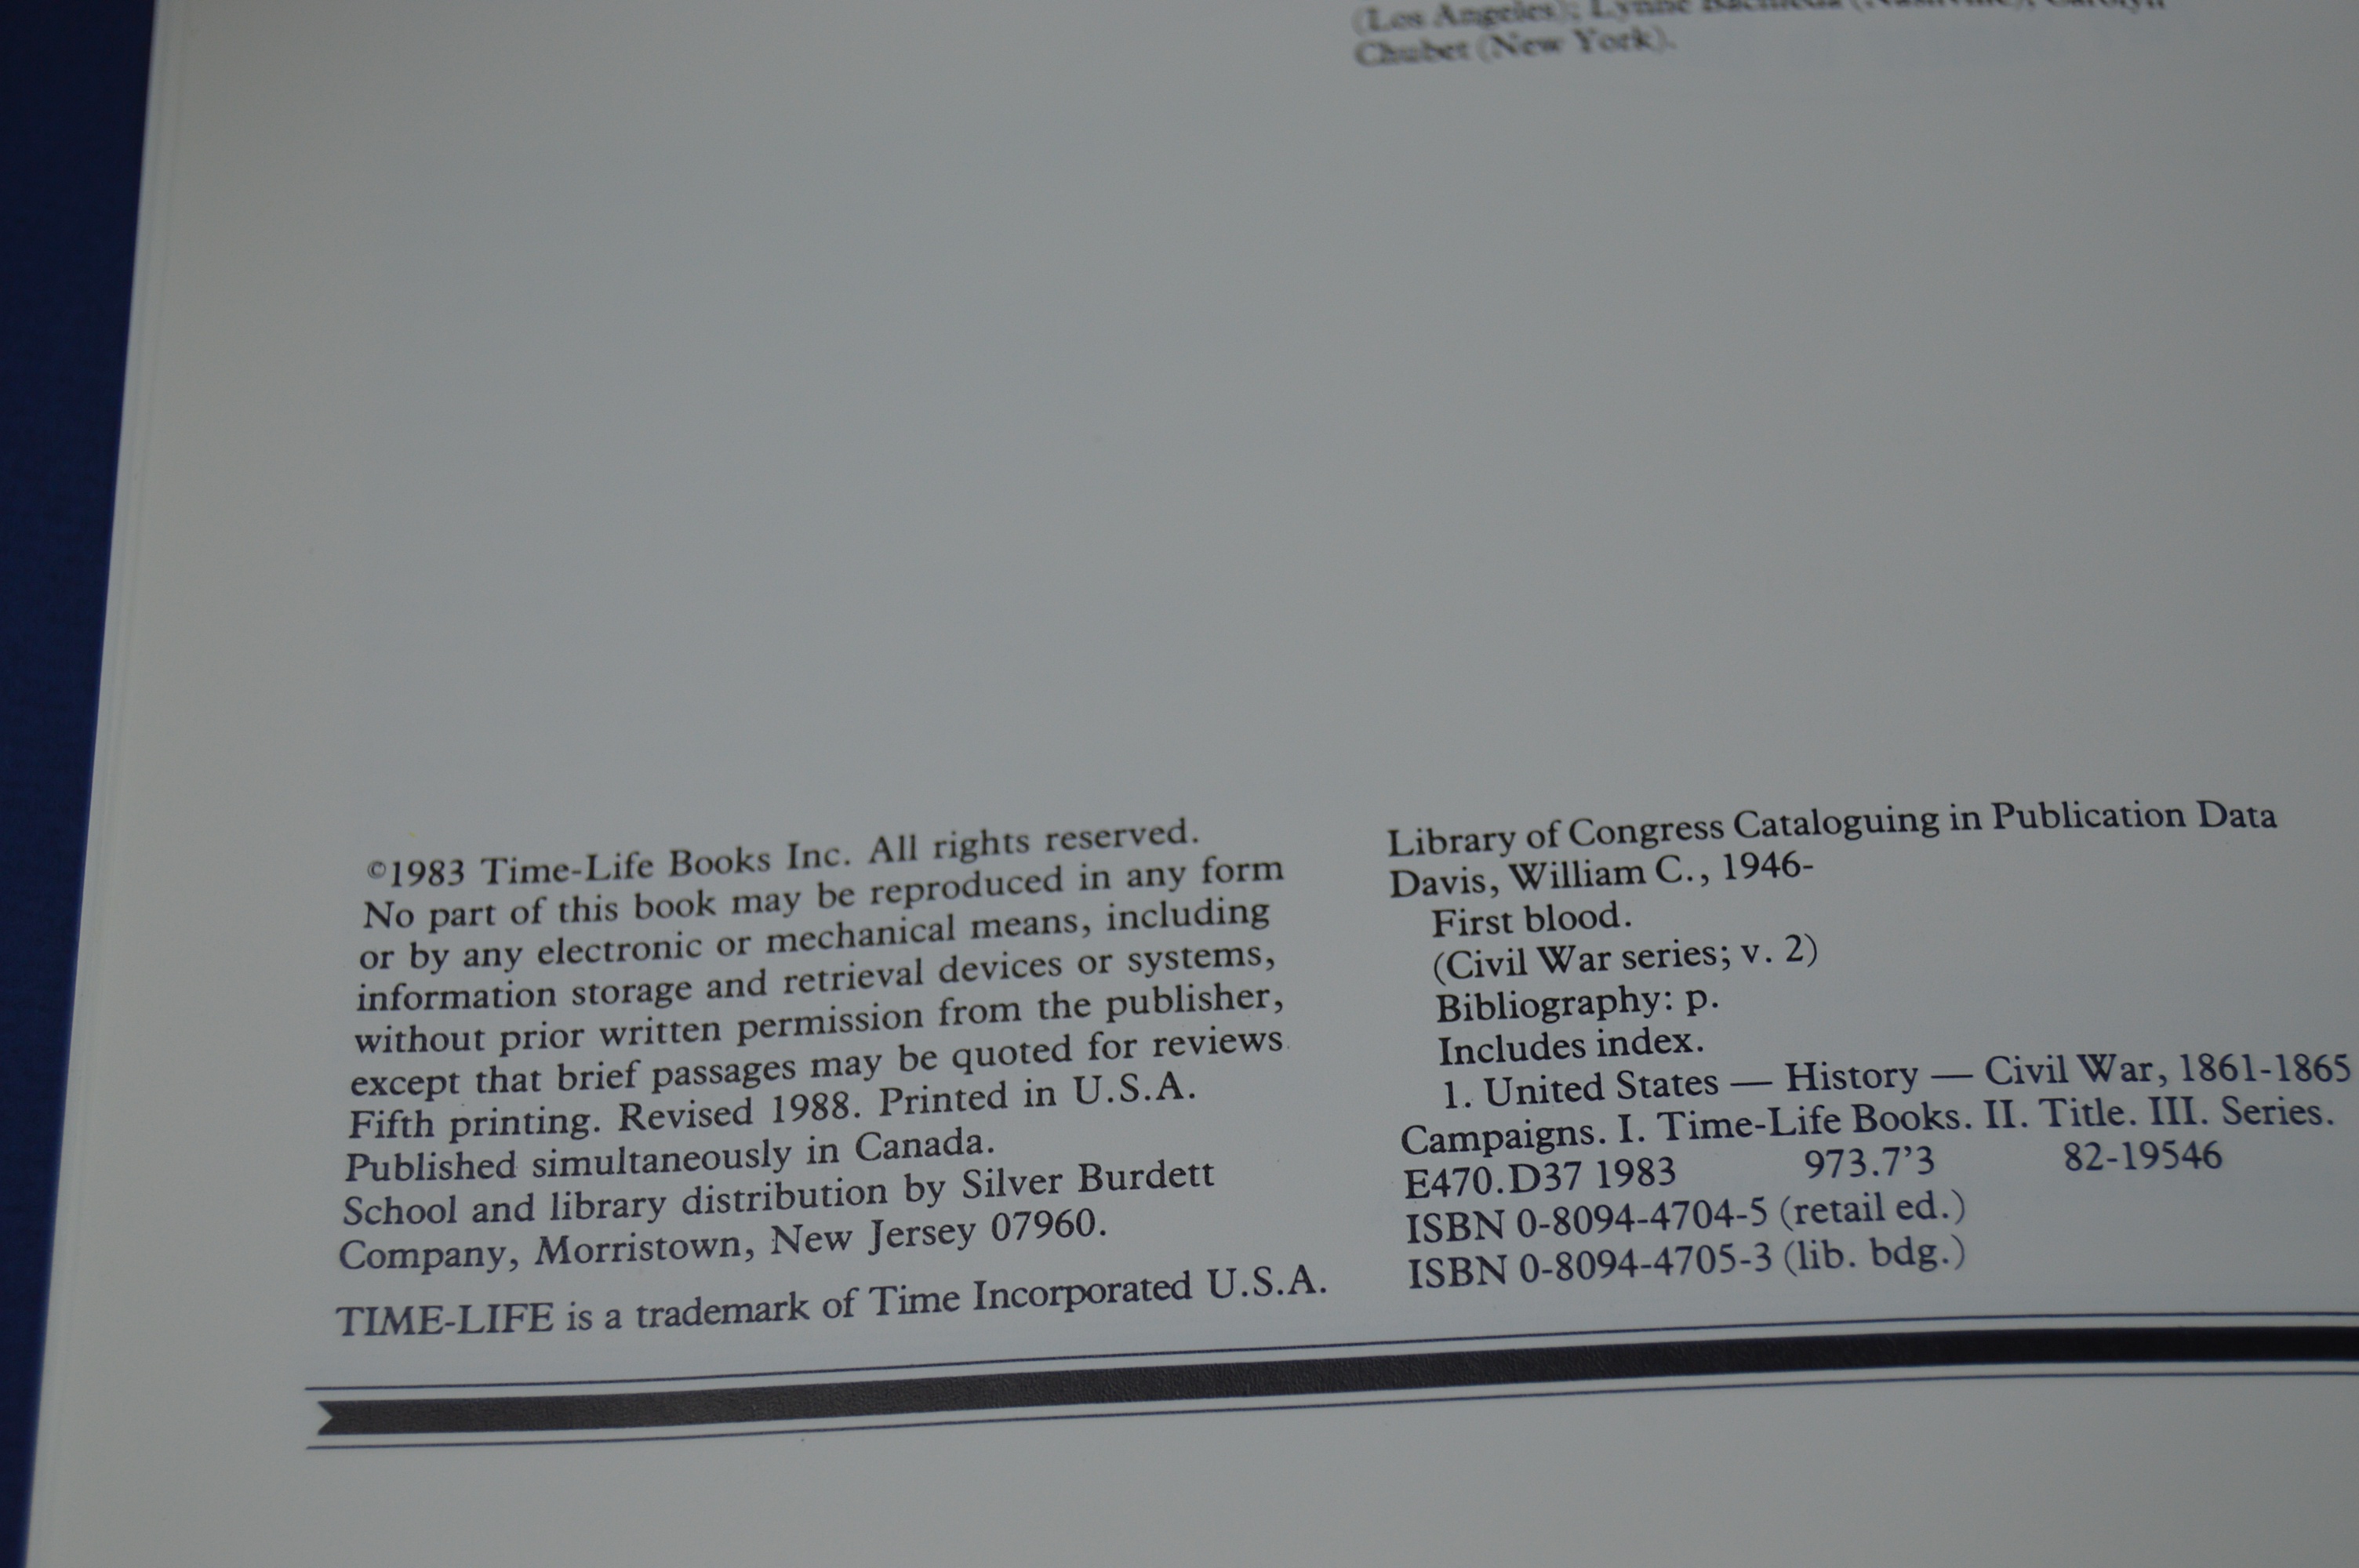 (Los Angeles); Lynne Bachleda (Nashville); Carolyn
Chubet (New York).
©1983 Time-Life Books Inc. All rights reserved.
No part of this book may be reproduced in any form
or by any electronic or mechanical means, including
information storage and retrieval devices or systems,
without prior written permission from the publisher,
except that brief passages may be quoted for reviews.
Fifth printing. Revised 1988. Printed in U.S.A.
Published simultaneously in Canada.
School and library distribution by Silver Burdett
Company, Morristown, New Jersey 07960.
TIME-LIFE is a trademark of Time Incorporated U.S.A.
Library of Congress Cataloguing in Publication Data
Davis, William C., 1946-
First blood.
(Civil War series; v. 2)
Bibliography: p.
Includes index.
1. United States — History — Civil War, 1861-1865
Campaigns. I. Time-Life Books. II. Title. III. Series.
E470.D37 1983 973.7'3 82-19546
ISBN 0-8094-4704-5 (retail ed.)
ISBN 0-8094-4705-3 (lib. bdg.)